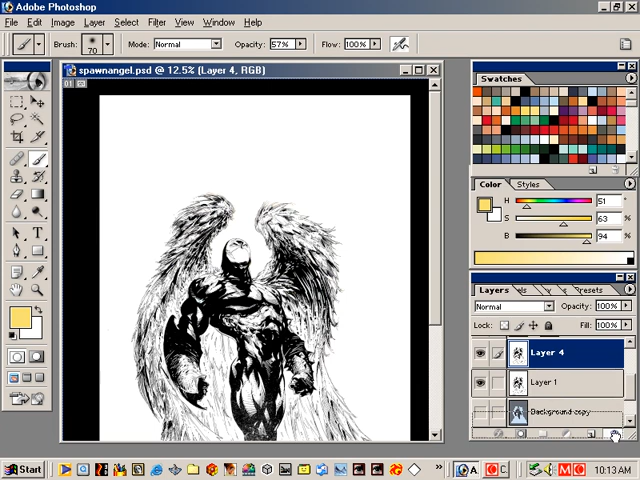 Adobe Photoshop
File Edit Image Layer Select Filter View Window Help
Brush: 70 Mode: Normal Opacity: 57% Flow: 100%
spawnangel.psd @ 12.5% (Layer 4, RGB)
01
Swatches
Color Styles
H 51 °
S 63 %
B 94 %
Layers resets
Normal Opacity: 100%
Lock: Fill: 100%
Layer 4
Layer 1
Background copy
Start A C. 10:13 AM